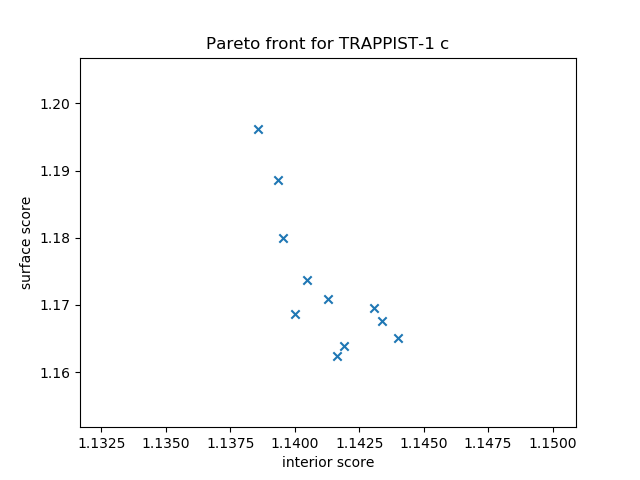 Pareto front for TRAPPIST-1 c
1.20
1.19
1.18
1.17
1.16
surface score
1.1325 1.1350 1.1375 1.1400 1.1425 1.1450 1.1475 1.1500
interior score